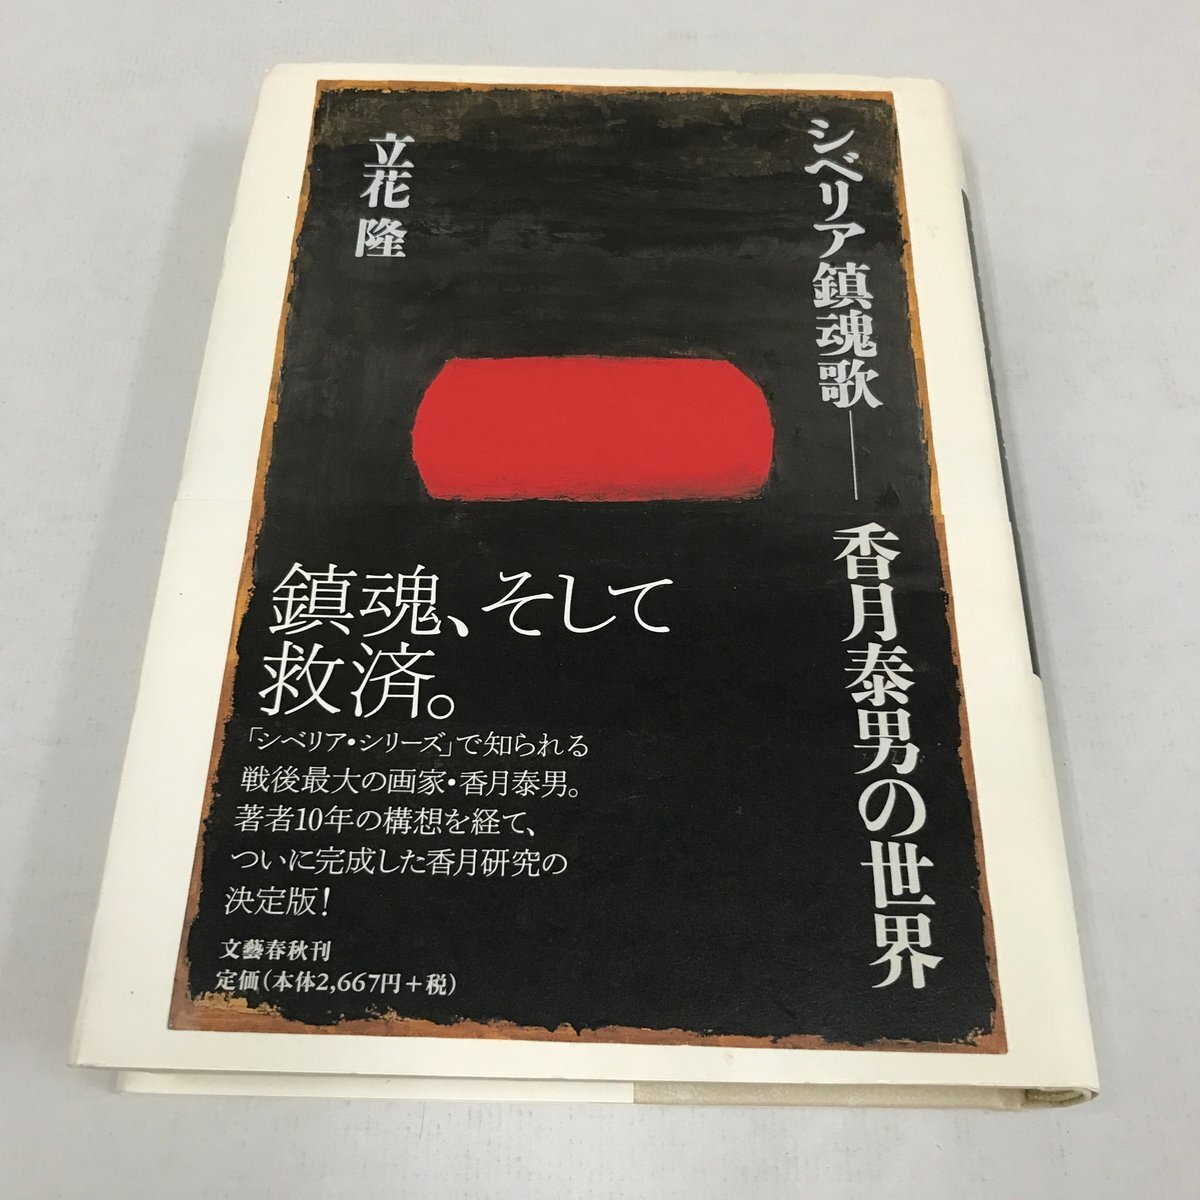 シベリア鎮魂歌――香月泰男の世界
立花 隆
鎮魂、そして
救済。
「シベリア・シリーズ」で知られる
戦後最大の画家・香月泰男。
著者10年の構想を経て、
ついに完成した香月研究の
決定版！
文藝春秋刊
定価（本体2,667円＋税）